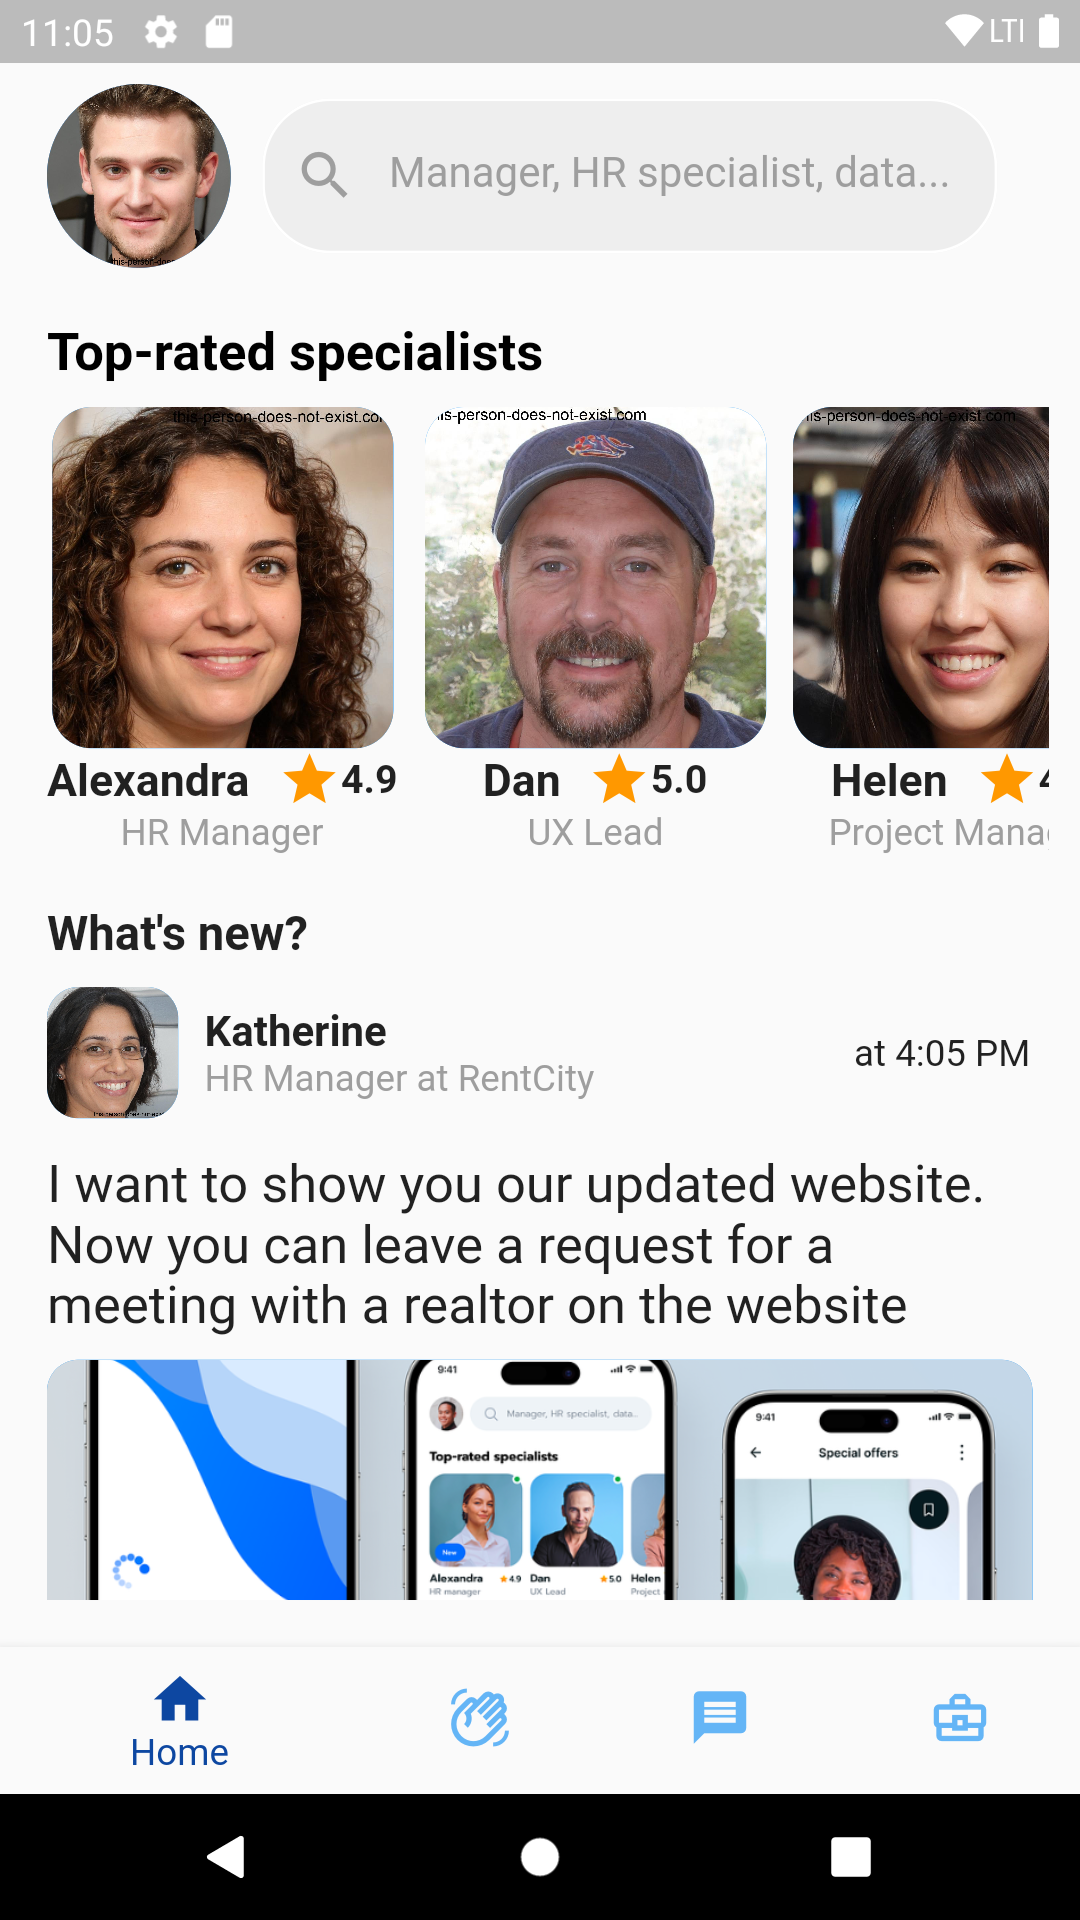 11:05
LTI
Manager, HR specialist, data...
Top-rated specialists
this-person-does-not-exist.com
is-person-does-not-exist.com
is-person-does-not-exist.com
Alexandra 4.9
Dan 5.0
Helen 4
HR Manager
UX Lead
Project Mana
What's new?
Katherine
HR Manager at RentCity
at 4:05 PM
I want to show you our updated website.
Now you can leave a request for a
meeting with a realtor on the website
9:41
Manager, HR specialist, data..
Top-rated specialists
New
Alexandra 4.9
Dan 5.0
Helen
HR manager
UX Lead
Project
9:41
Special offers
Home